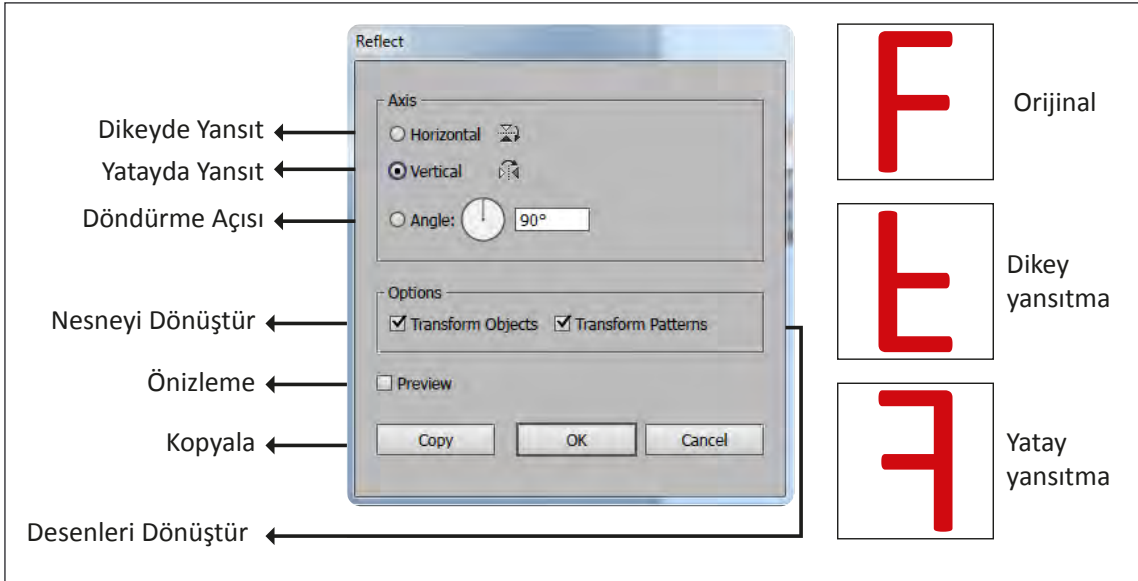 Reflect
Axis
Dikeyde Yansıt
Horizontal
Yatayda Yansıt
Vertical
Döndürme Açısı
Angle:
90°
Options
Nesneyi Dönüştür
Transform Objects
Transform Patterns
Önizleme
Preview
Kopyala
Copy
OK
Cancel
Desenleri Dönüştür
F
Orijinal
Dikey
yansıtma
Yatay
yansıtma